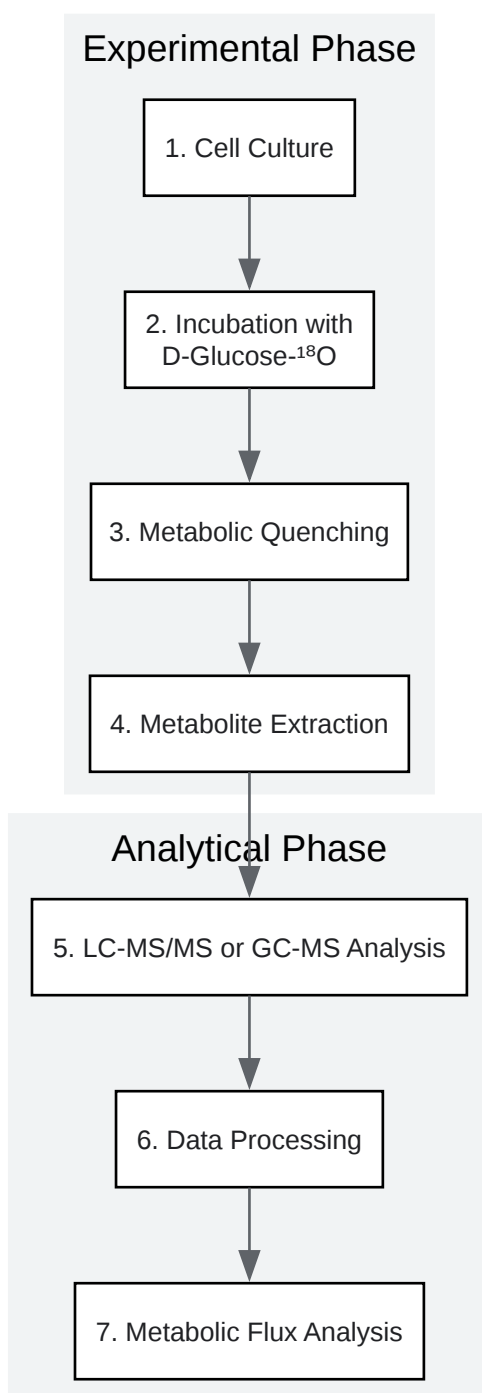 Experimental Phase
1. Cell Culture
2. Incubation with
D-Glucose-¹⁸O
3. Metabolic Quenching
4. Metabolite Extraction
Analytical Phase
5. LC-MS/MS or GC-MS Analysis
6. Data Processing
7. Metabolic Flux Analysis